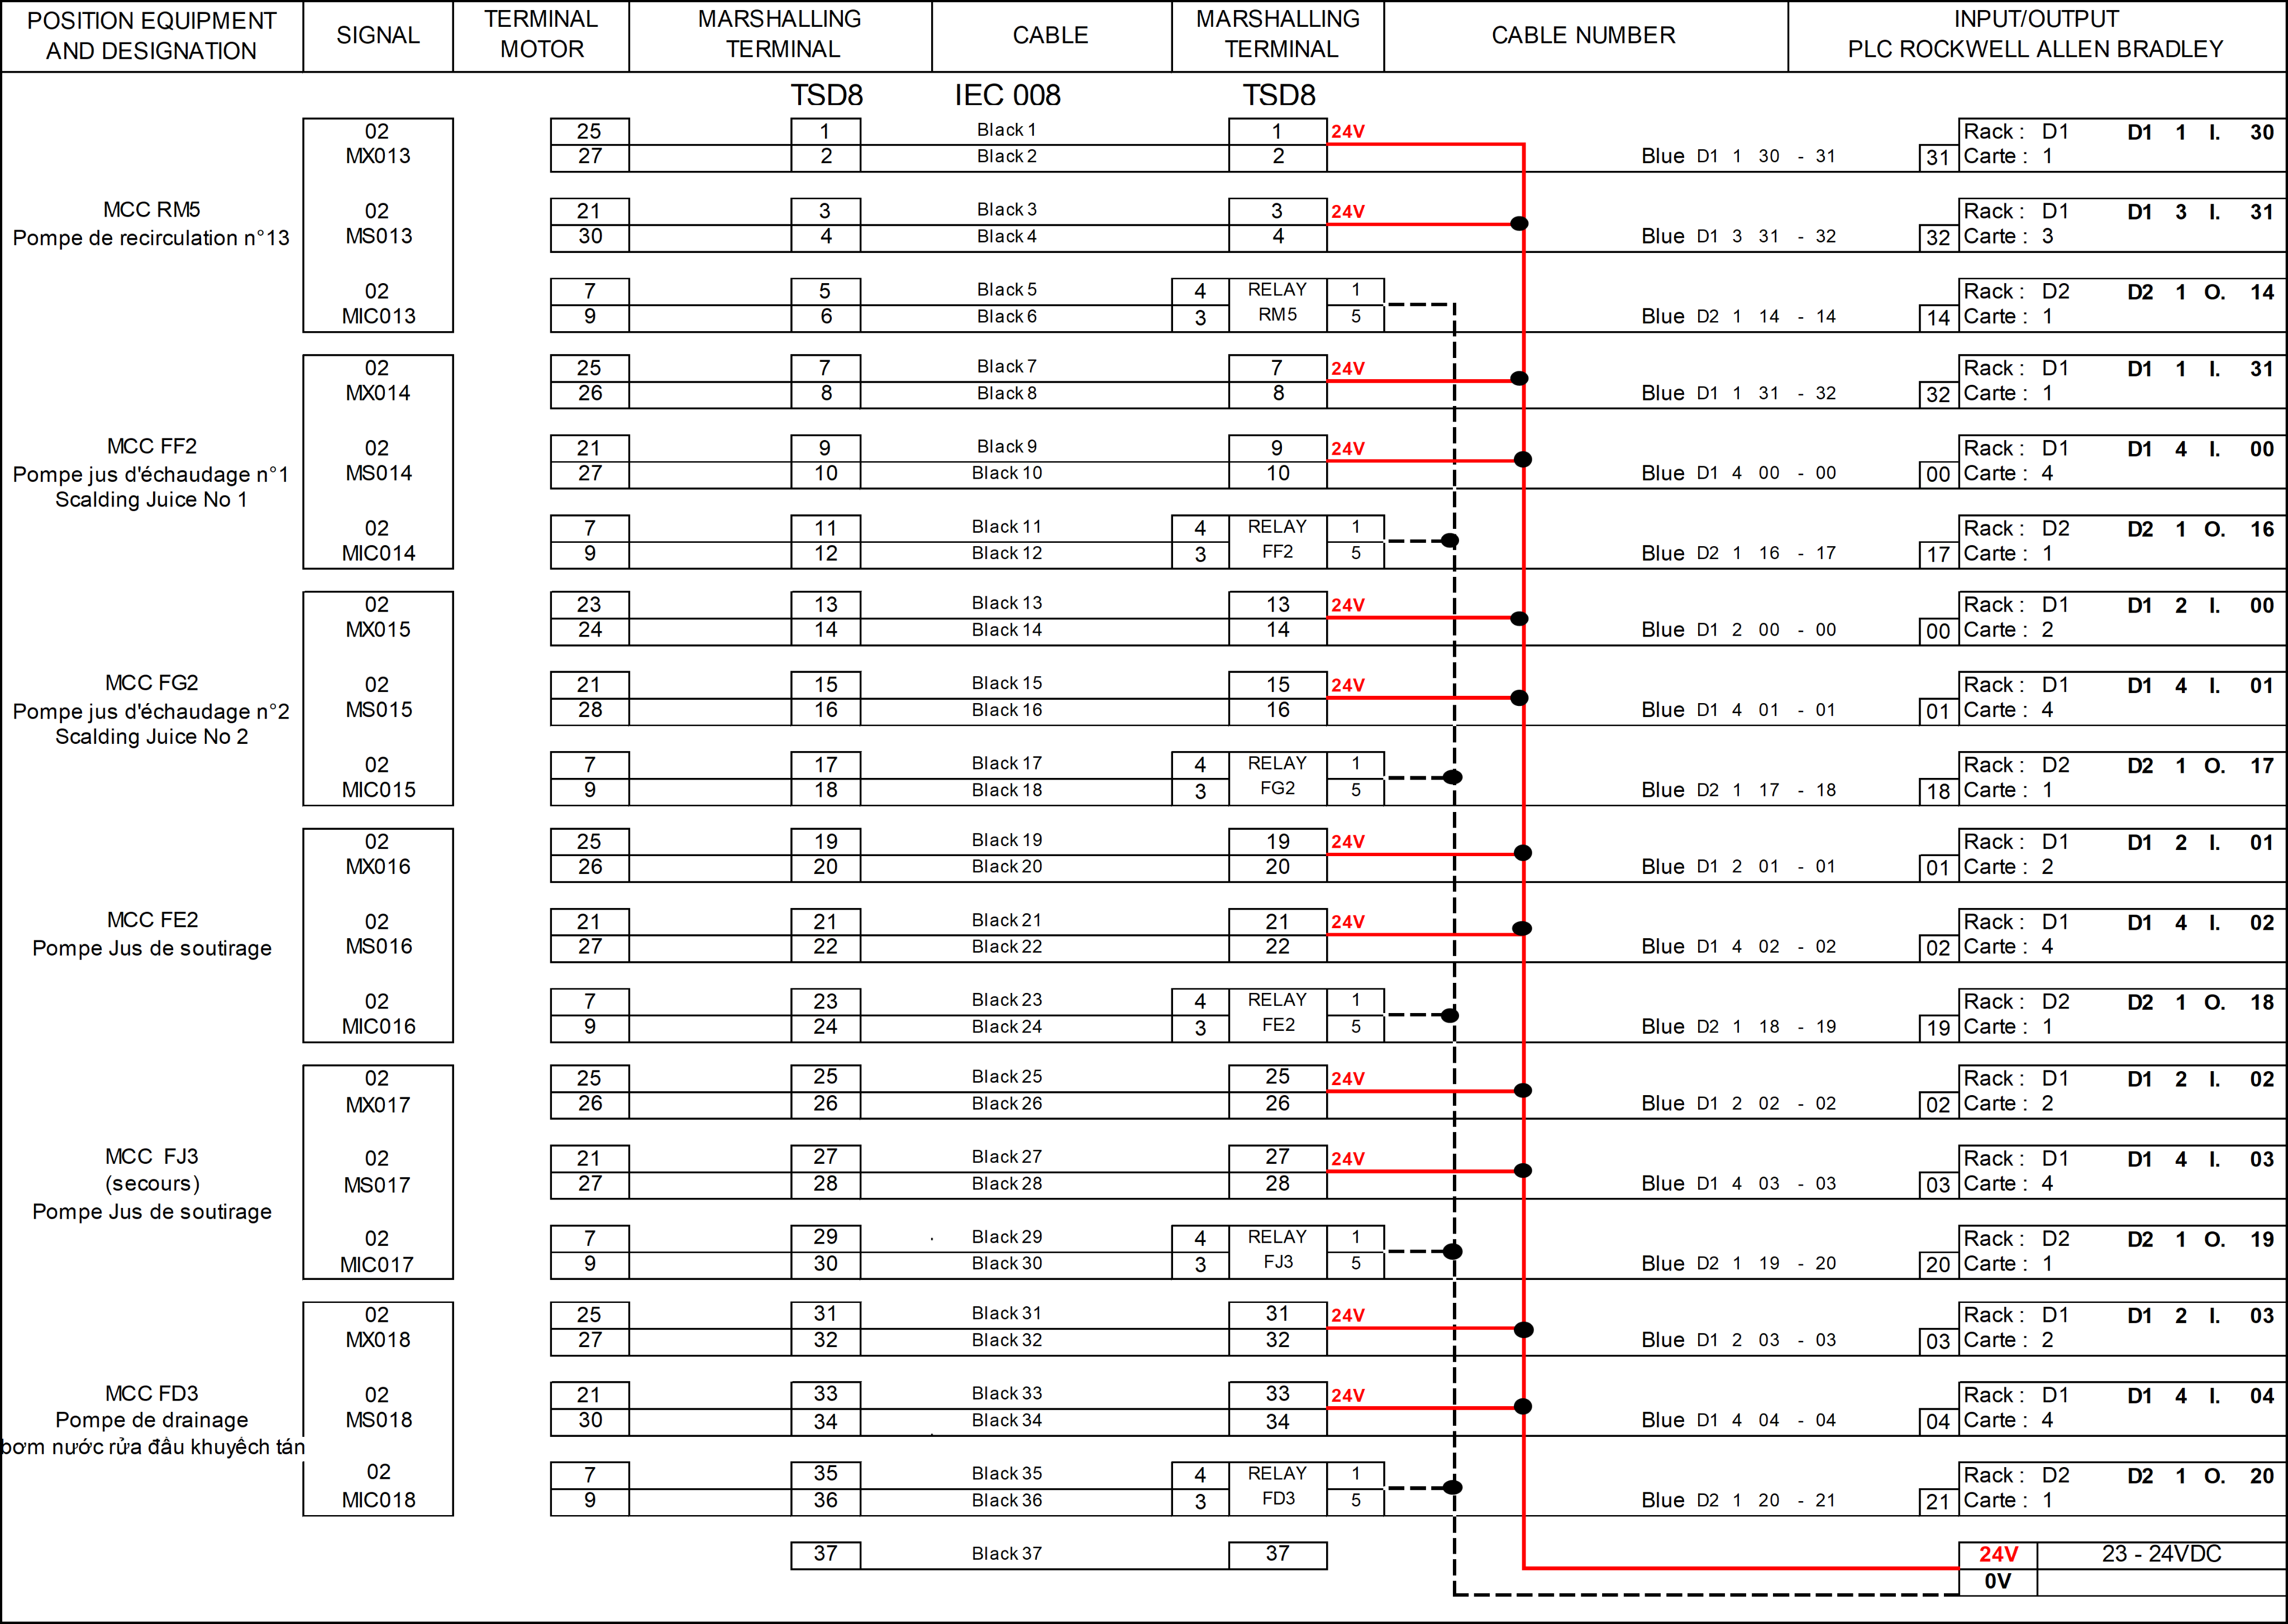 POSITION EQUIPMENT AND DESIGNATION SIGNAL TERMINAL MOTOR MARSHALLING TERMINAL CABLE MARSHALLING TERMINAL CABLE NUMBER INPUT/OUTPUT PLC ROCKWELL ALLEN BRADLEY
TSD8 IEC 008 TSD8
02 25 1 Black 1 1 24V Rack : D1 D1 1 I. 30
MX013 27 2 Black 2 2 Blue D1 1 30 - 31 31 Carte : 1
MCC RM5 02 21 3 Black 3 3 24V Rack : D1 D1 3 I. 31
Pompe de recirculation n°13 MS013 30 4 Black 4 4 Blue D1 3 31 - 32 32 Carte : 3
02 7 5 Black 5 4 RELAY 1 Rack : D2 D2 1 O. 14
MIC013 9 6 Black 6 3 RM5 5 Blue D2 1 14 - 14 14 Carte : 1
02 25 7 Black 7 7 24V Rack : D1 D1 1 I. 31
MX014 26 8 Black 8 8 Blue D1 1 31 - 32 32 Carte : 1
MCC FF2 02 21 9 Black 9 9 24V Rack : D1 D1 4 I. 00
Pompe jus d'échaudage n°1 MS014 27 10 Black 10 10 Blue D1 4 00 - 00 00 Carte : 4
Scalding Juice No 1
02 7 11 Black 11 4 RELAY 1 Rack : D2 D2 1 O. 16
MIC014 9 12 Black 12 3 FF2 5 Blue D2 1 16 - 17 17 Carte : 1
02 23 13 Black 13 13 24V Rack : D1 D1 2 I. 00
MX015 24 14 Black 14 14 Blue D1 2 00 - 00 00 Carte : 2
MCC FG2 02 21 15 Black 15 15 24V Rack : D1 D1 4 I. 01
Pompe jus d'échaudage n°2 MS015 28 16 Black 16 16 Blue D1 4 01 - 01 01 Carte : 4
Scalding Juice No 2
02 7 17 Black 17 4 RELAY 1 Rack : D2 D2 1 O. 17
MIC015 9 18 Black 18 3 FG2 5 Blue D2 1 17 - 18 18 Carte : 1
02 25 19 Black 19 19 24V Rack : D1 D1 2 I. 01
MX016 26 20 Black 20 20 Blue D1 2 01 - 01 01 Carte : 2
MCC FE2 02 21 21 Black 21 21 24V Rack : D1 D1 4 I. 02
Pompe Jus de soutirage MS016 27 22 Black 22 22 Blue D1 4 02 - 02 02 Carte : 4
02 7 23 Black 23 4 RELAY 1 Rack : D2 D2 1 O. 18
MIC016 9 24 Black 24 3 FE2 5 Blue D2 1 18 - 19 19 Carte : 1
02 25 25 Black 25 25 24V Rack : D1 D1 2 I. 02
MX017 26 26 Black 26 26 Blue D1 2 02 - 02 02 Carte : 2
MCC FJ3 02 21 27 Black 27 27 24V Rack : D1 D1 4 I. 03
(secours) MS017 27 28 Black 28 28 Blue D1 4 03 - 03 03 Carte : 4
Pompe Jus de soutirage
02 7 29 Black 29 4 RELAY 1 Rack : D2 D2 1 O. 19
MIC017 9 30 Black 30 3 FJ3 5 Blue D2 1 19 - 20 20 Carte : 1
02 25 31 Black 31 31 24V Rack : D1 D1 2 I. 03
MX018 27 32 Black 32 32 Blue D1 2 03 - 03 03 Carte : 2
MCC FD3 02 21 33 Black 33 33 24V Rack : D1 D1 4 I. 04
Pompe de drainage MS018 30 34 Black 34 34 Blue D1 4 04 - 04 04 Carte : 4
bơm nước rửa đầu khuyếch tán
02 7 35 Black 35 4 RELAY 1 Rack : D2 D2 1 O. 20
MIC018 9 36 Black 36 3 FD3 5 Blue D2 1 20 - 21 21 Carte : 1
37 Black 37 37 24V 23 - 24VDC
0V